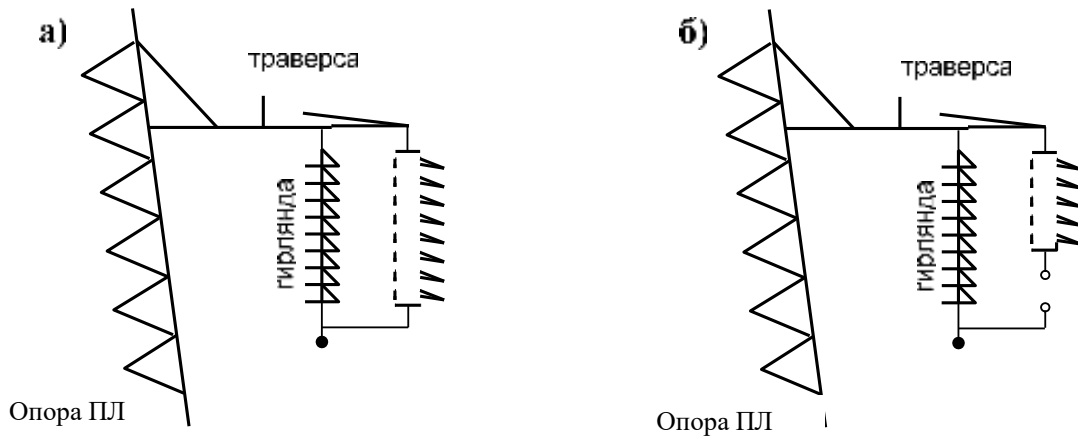 а)
траверса
гирлянда
Опора ПЛ
б)
траверса
гирлянда
Опора ПЛ